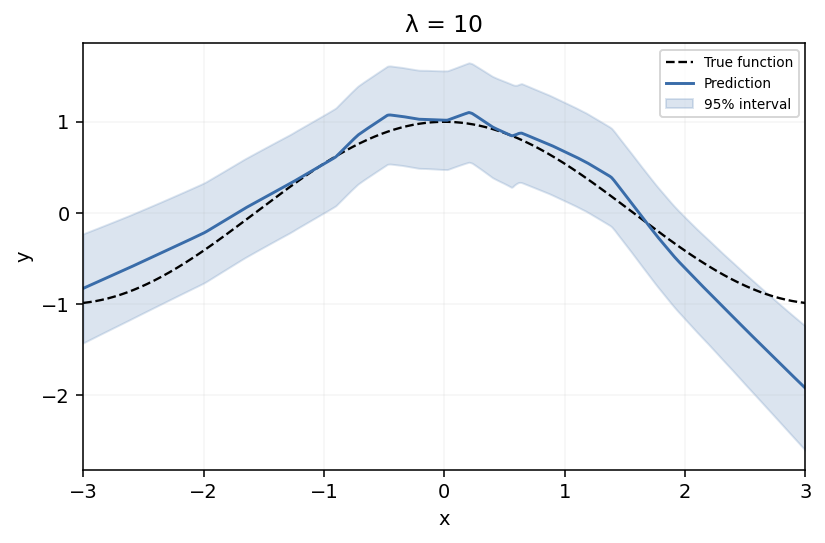 λ = 10
True function
Prediction
95% interval
y
1
0
−1
−2
−3
−2
−1
0
1
2
3
x